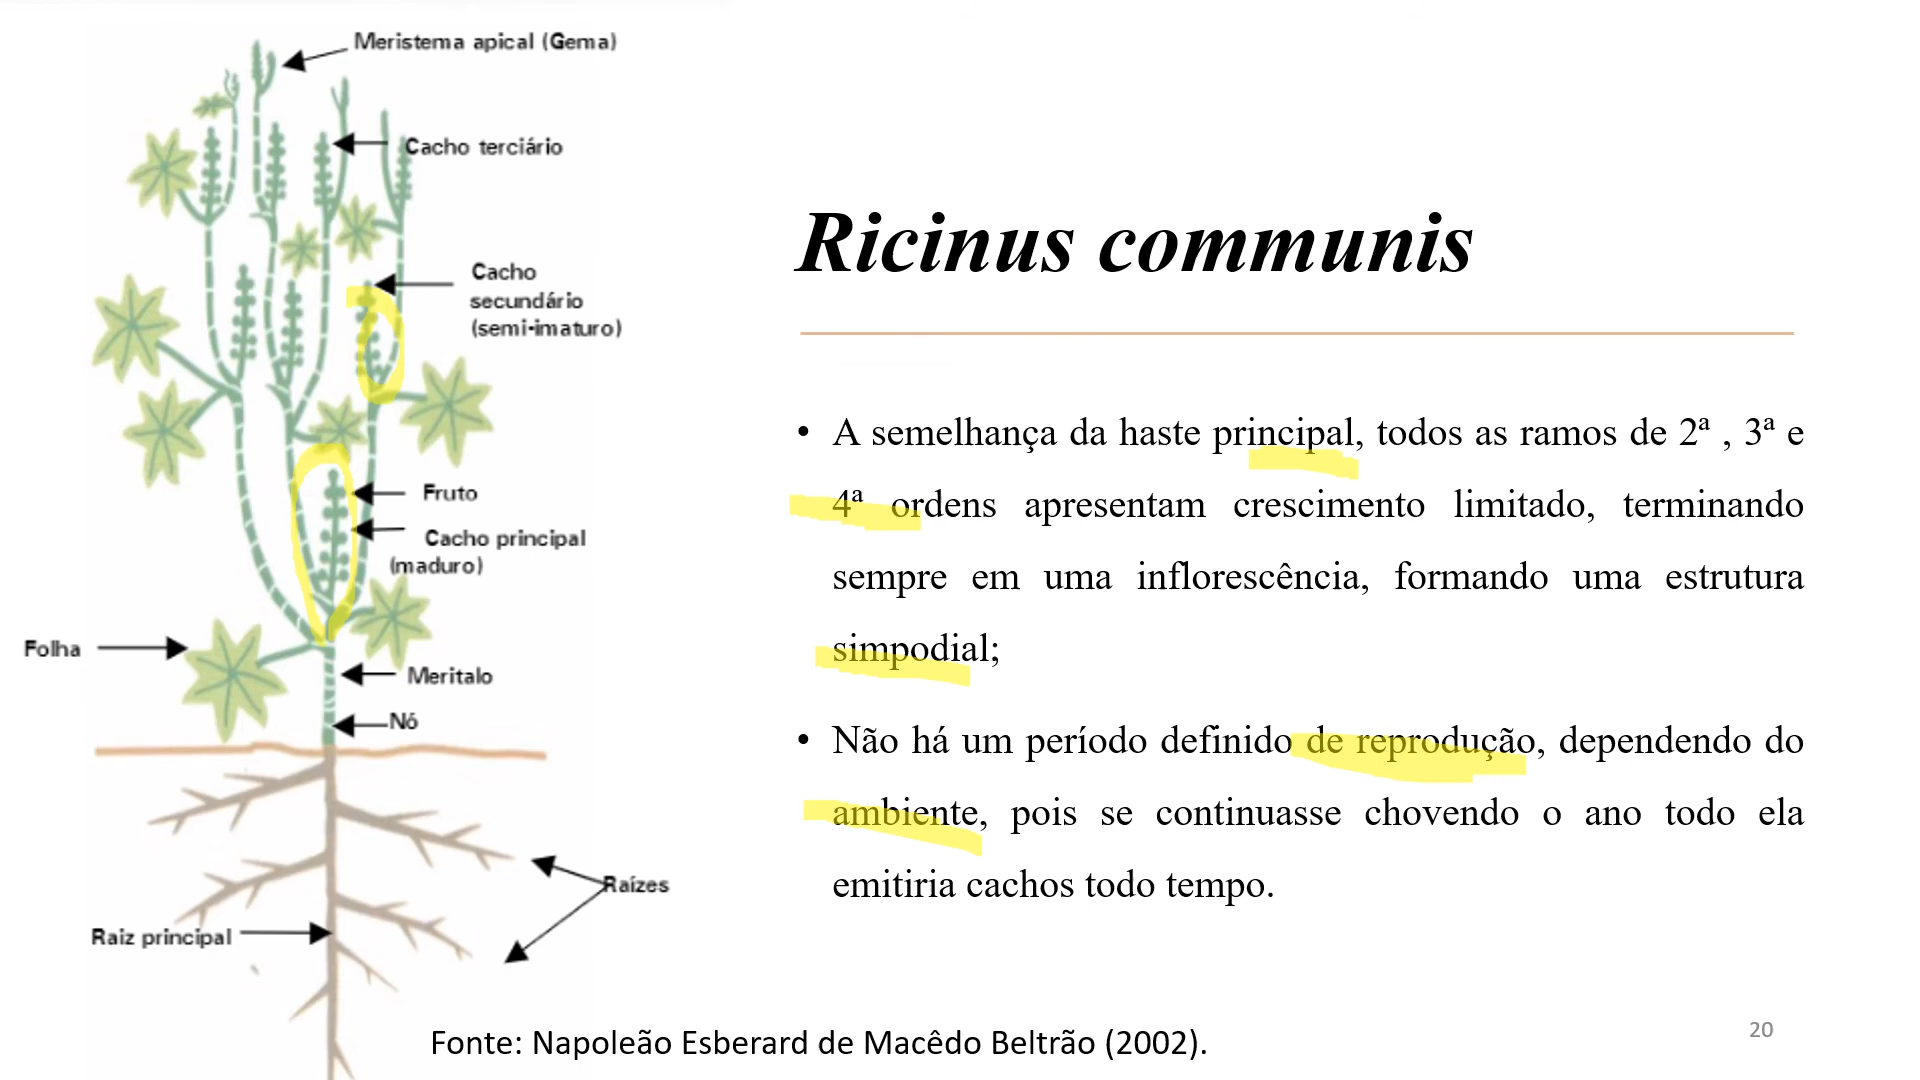 Meristema apical (Gema)
Cacho terciário
Cacho
secundário
(semi-imaturo)
Fruto
Cacho principal
(maduro)
Folha
Meritalo
Nó
Raízes
Raiz principal
Ricinus communis
• A semelhança da haste principal, todos as ramos de 2ª , 3ª e
4ª ordens apresentam crescimento limitado, terminando
sempre em uma inflorescência, formando uma estrutura
simpodial;
• Não há um período definido de reprodução, dependendo do
ambiente, pois se continuasse chovendo o ano todo ela
emitiria cachos todo tempo.
Fonte: Napoleão Esberard de Macêdo Beltrão (2002).
20